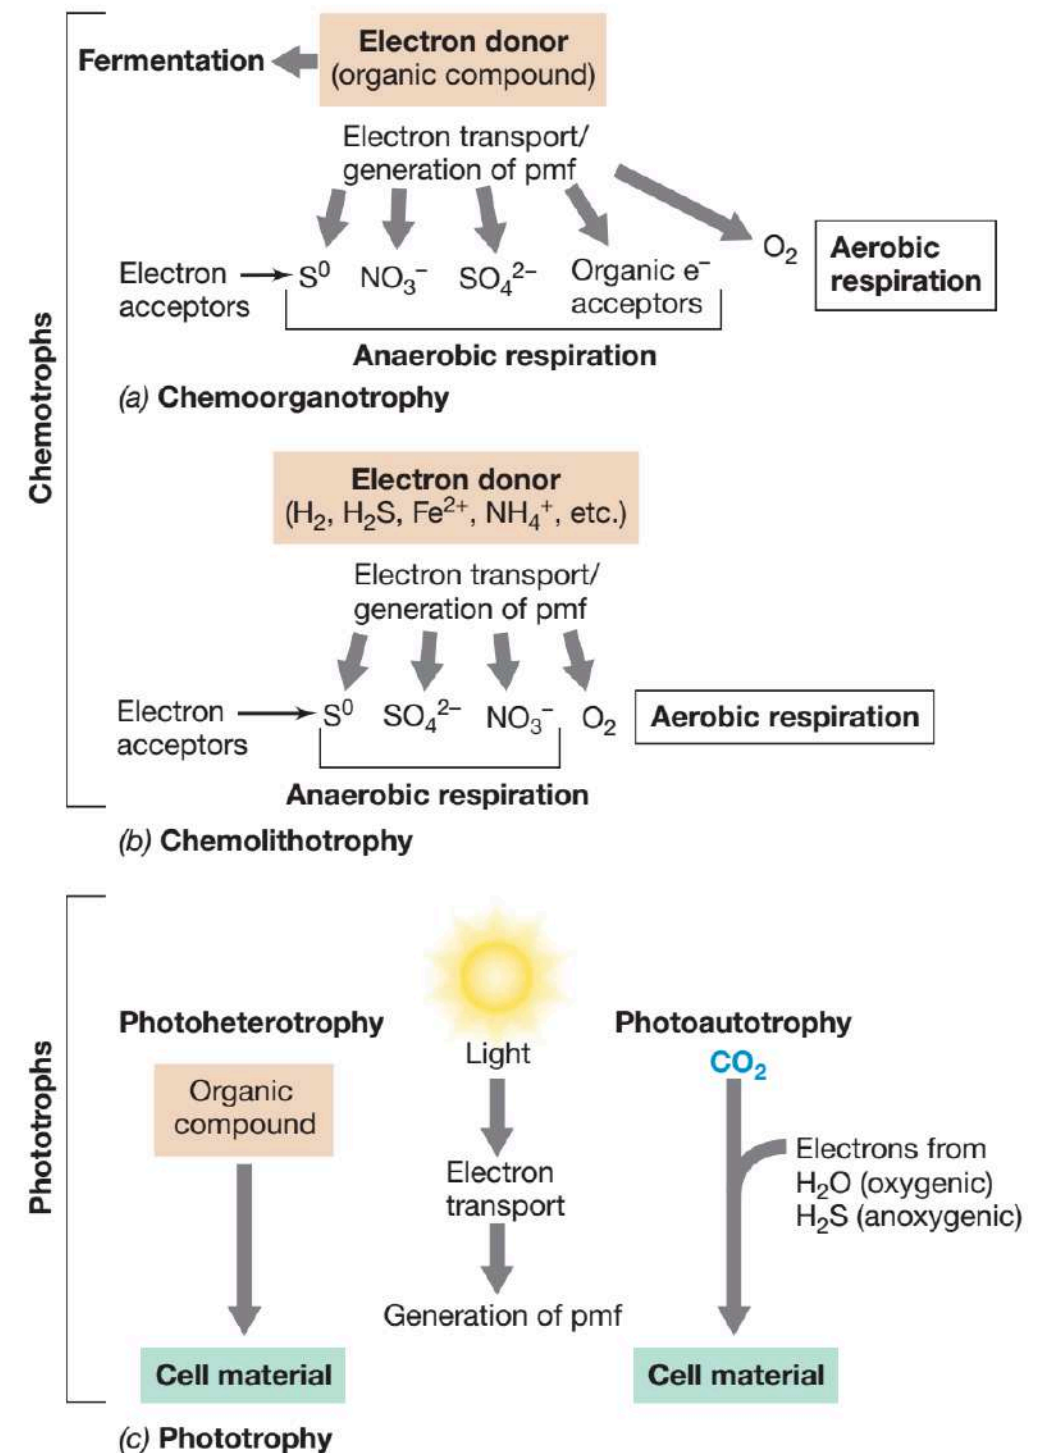 Chemotrophs
Fermentation
Electron donor
(organic compound)
Electron transport/
generation of pmf
Electron
acceptors
S⁰
NO₃⁻
SO₄²⁻
Organic e⁻
acceptors
O₂
Aerobic
respiration
Anaerobic respiration
(a) Chemoorganotrophy
Electron donor
(H₂, H₂S, Fe²⁺, NH₄⁺, etc.)
Electron transport/
generation of pmf
Electron
acceptors
S⁰
SO₄²⁻
NO₃⁻
O₂
Aerobic respiration
Anaerobic respiration
(b) Chemolithotrophy
Phototrophs
Photoheterotrophy
Organic
compound
Cell material
Light
Electron
transport
Generation of pmf
Photoautotrophy
CO₂
Electrons from
H₂O (oxygenic)
H₂S (anoxygenic)
Cell material
(c) Phototrophy